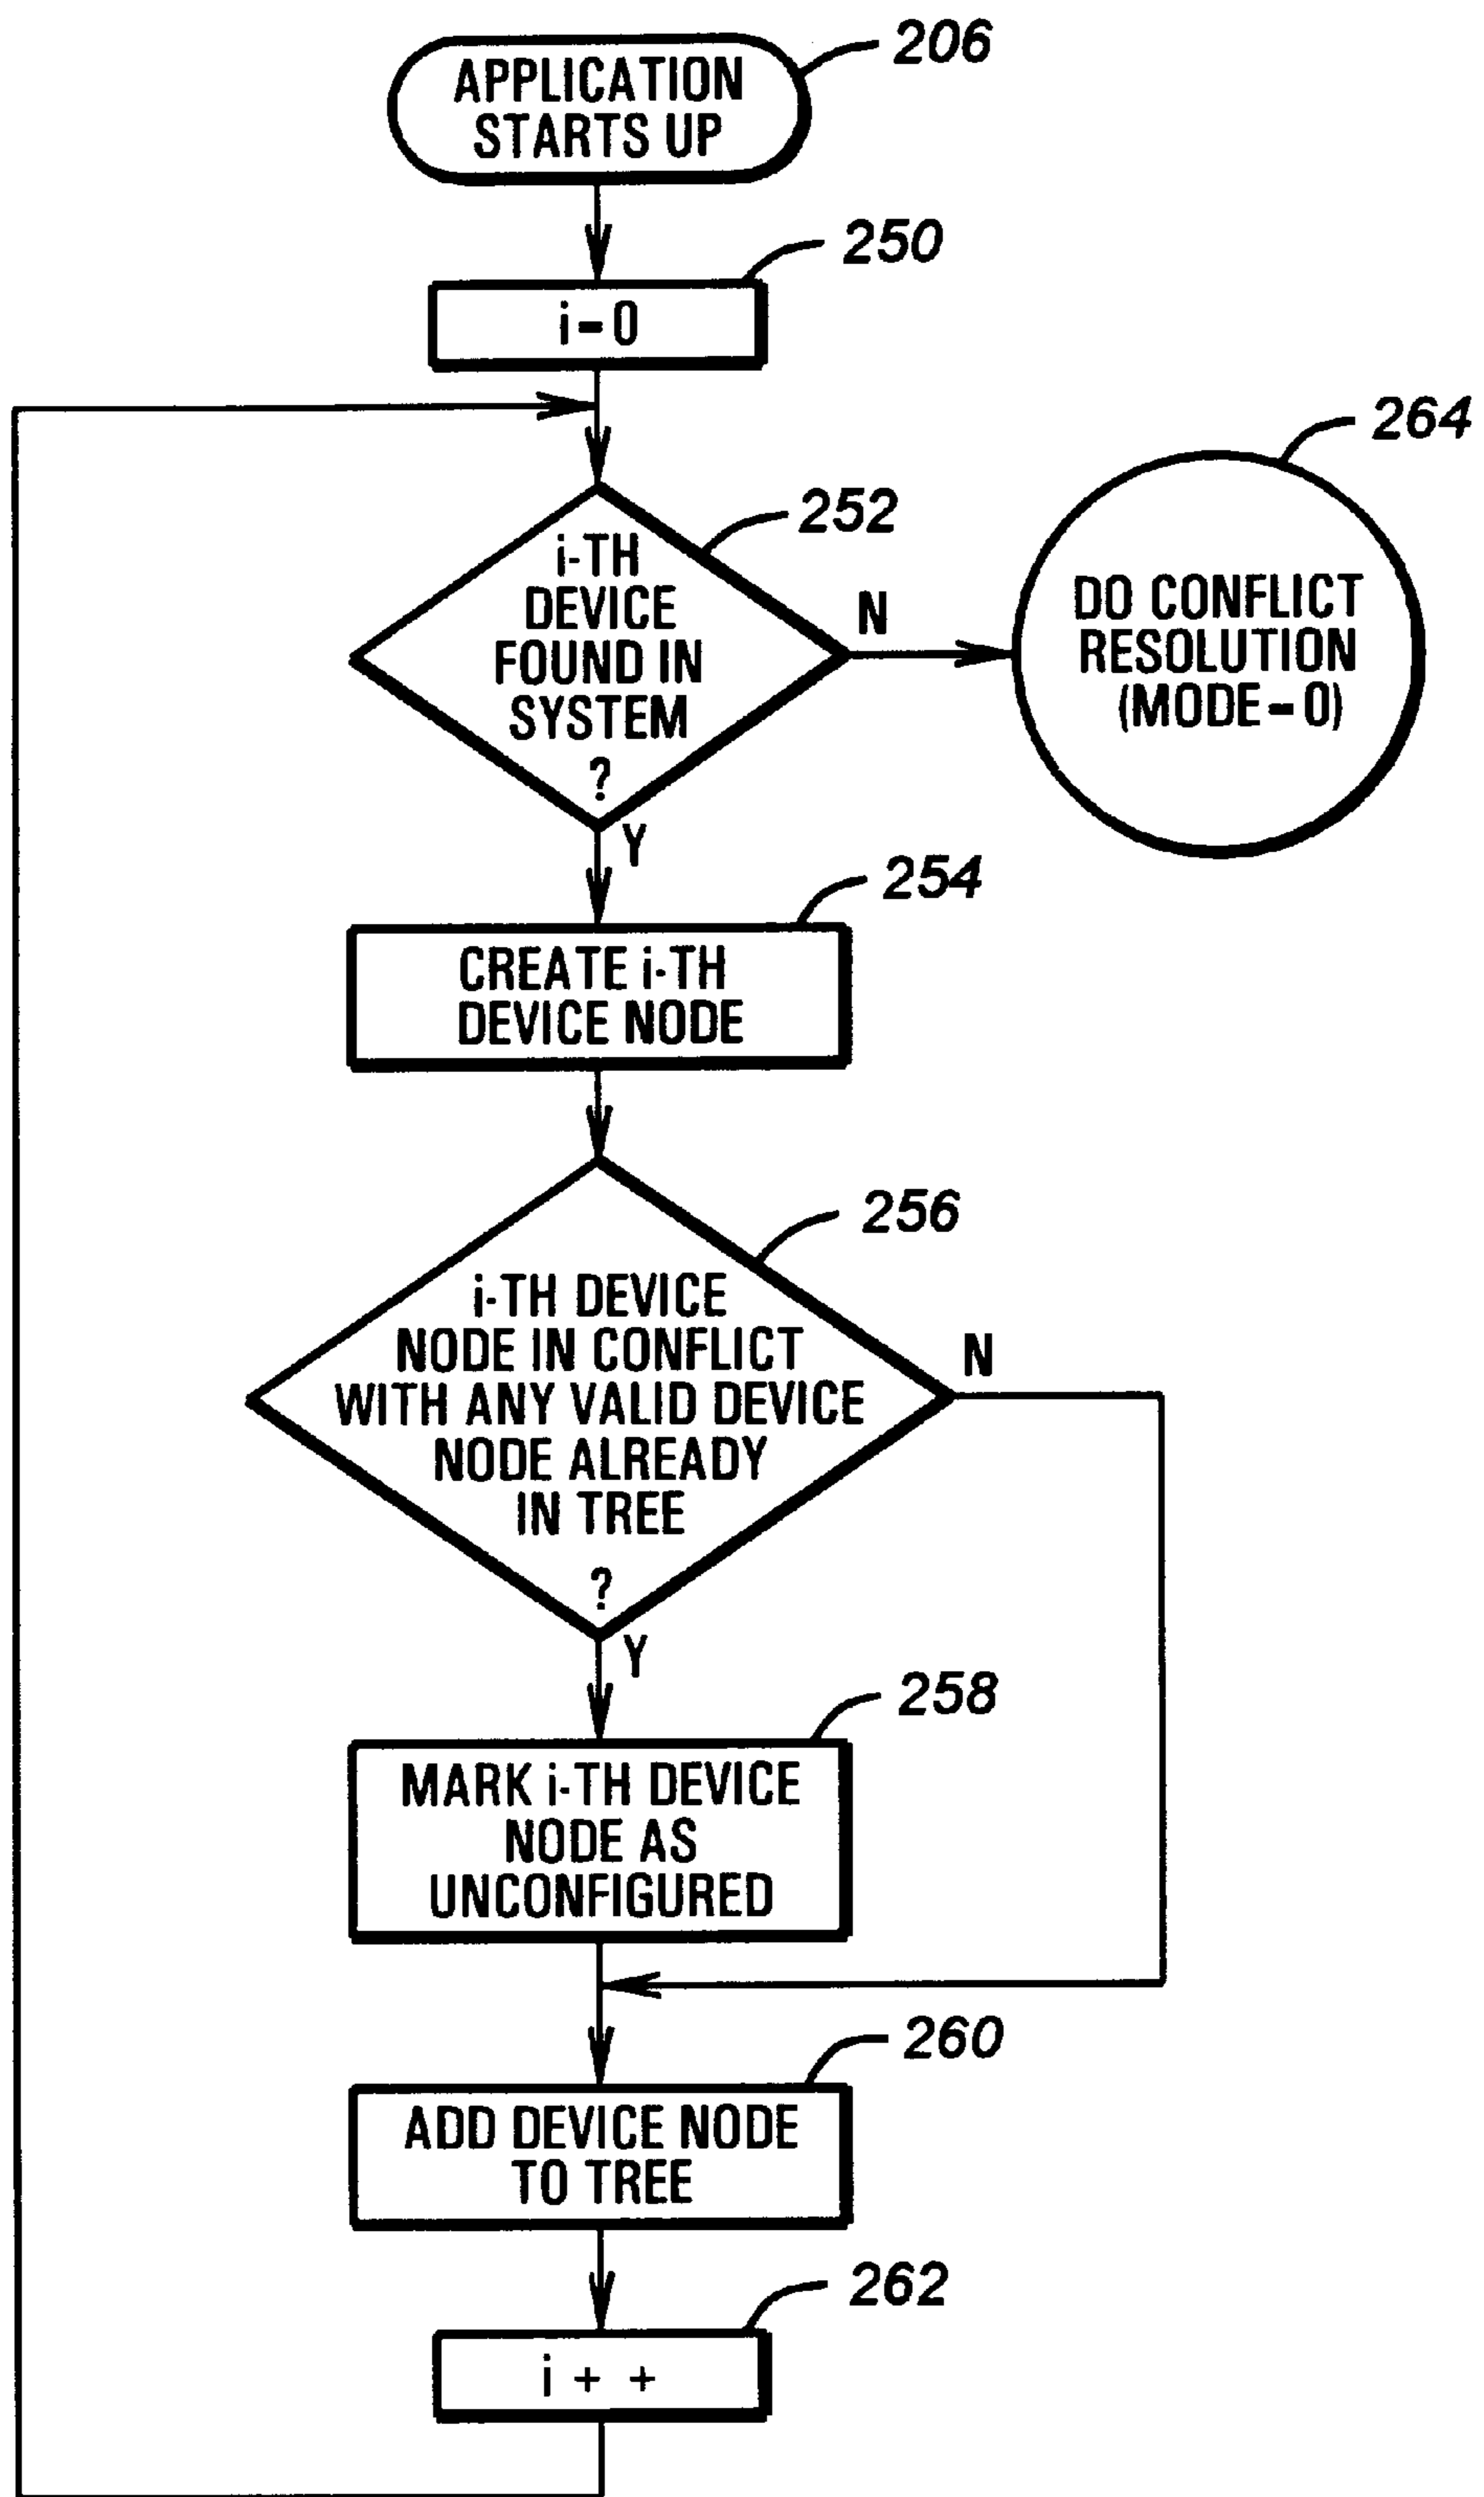 206
APPLICATION
STARTS UP
250
i=0
264
252
i-TH
DEVICE
FOUND IN
SYSTEM
?
N
DO CONFLICT
RESOLUTION
(MODE=0)
Y
254
CREATE i-TH
DEVICE NODE
256
i-TH DEVICE
NODE IN CONFLICT
WITH ANY VALID DEVICE
NODE ALREADY
IN TREE
?
N
Y
258
MARK i-TH DEVICE
NODE AS
UNCONFIGURED
260
ADD DEVICE NODE
TO TREE
262
i + +